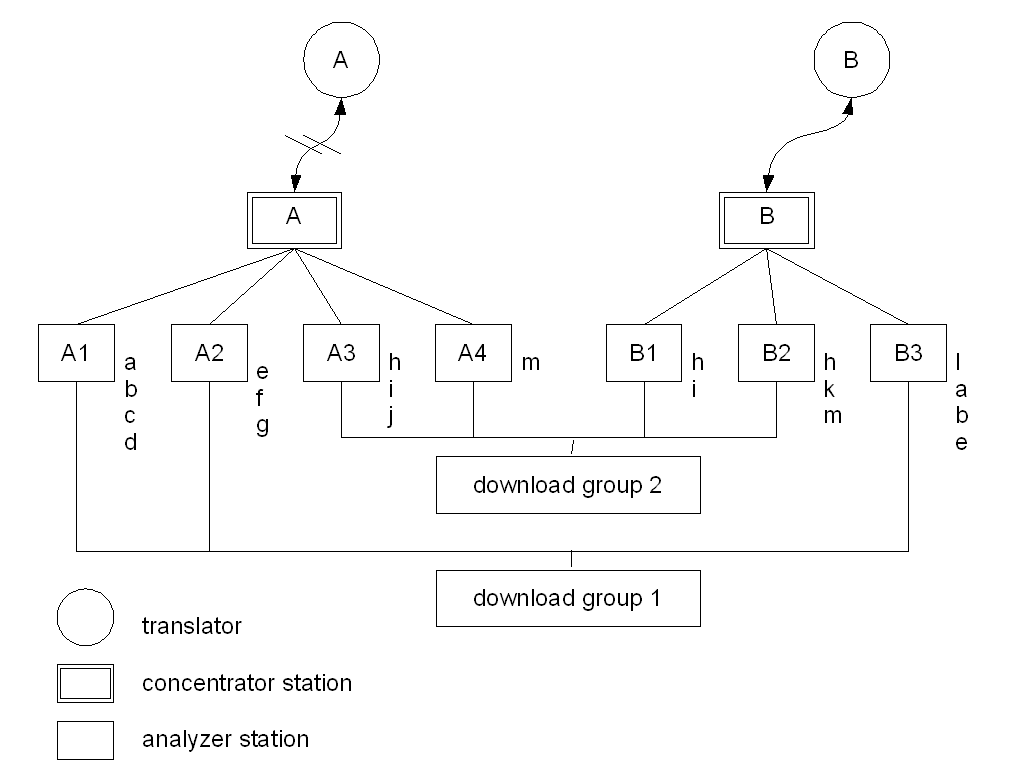 A
B
A
B
A1
A2
A3
A4
B1
B2
B3
a
b
c
d
e
f
g
h
i
j
m
h
i
h
k
m
l
a
b
e
download group 2
download group 1
translator
concentrator station
analyzer station